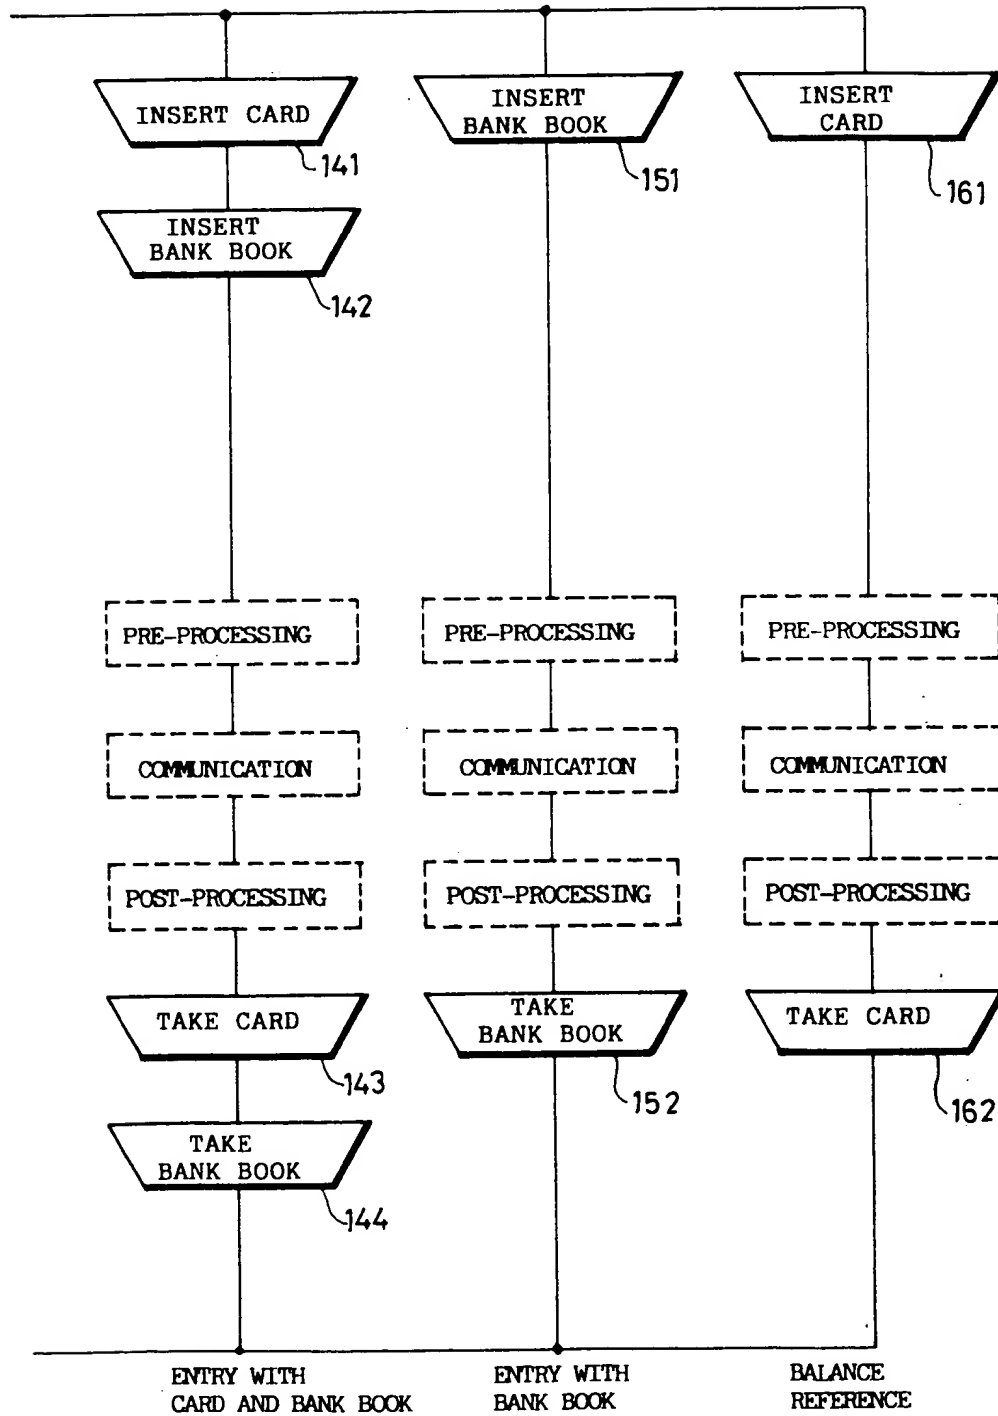 INSERT CARD
141
INSERT
BANK BOOK
142
PRE-PROCESSING
COMMUNICATION
POST-PROCESSING
TAKE CARD
143
TAKE
BANK BOOK
144
ENTRY WITH
CARD AND BANK BOOK
INSERT
BANK BOOK
151
PRE-PROCESSING
COMMUNICATION
POST-PROCESSING
TAKE
BANK BOOK
152
ENTRY WITH
BANK BOOK
INSERT
CARD
161
PRE-PROCESSING
COMMUNICATION
POST-PROCESSING
TAKE CARD
162
BALANCE
REFERENCE